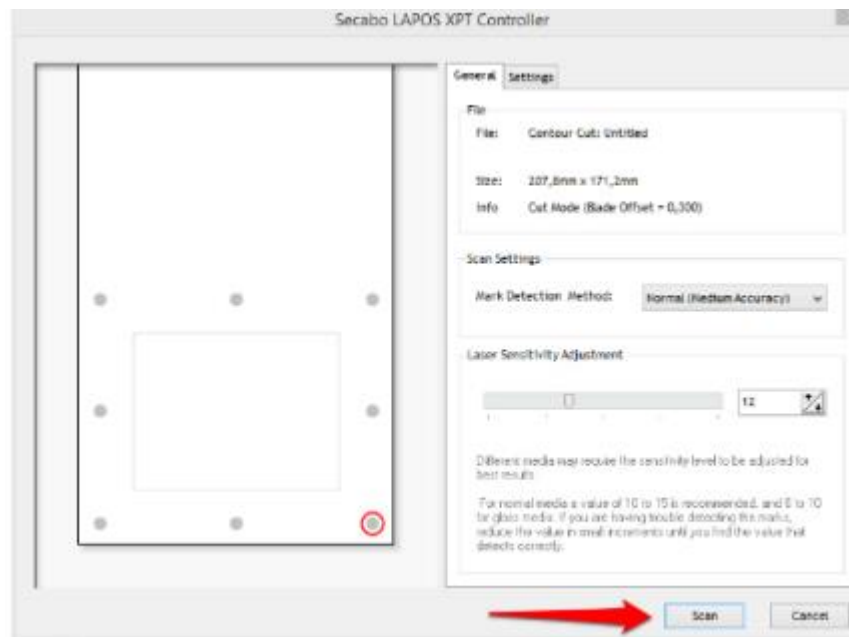 Secabo LAPOS XPT Controller
General Settings
File
File: Contour Cut: Untitled
Size: 207,8mm x 171,2mm
Info Cut Mode (Blade Offset = 0,300)
Scan Settings
Mark Detection Method: Normal (Medium Accuracy)
Laser Sensitivity Adjustment
12
Different media may require the sensitivity level to be adjusted for
best results
For normal media a value of 10 to 15 is recommended, and 6 to 10
for gloss media. If you are having trouble detecting the marks,
reduce the value in small increments until you find the value that
detects correctly.
Scan Cancel